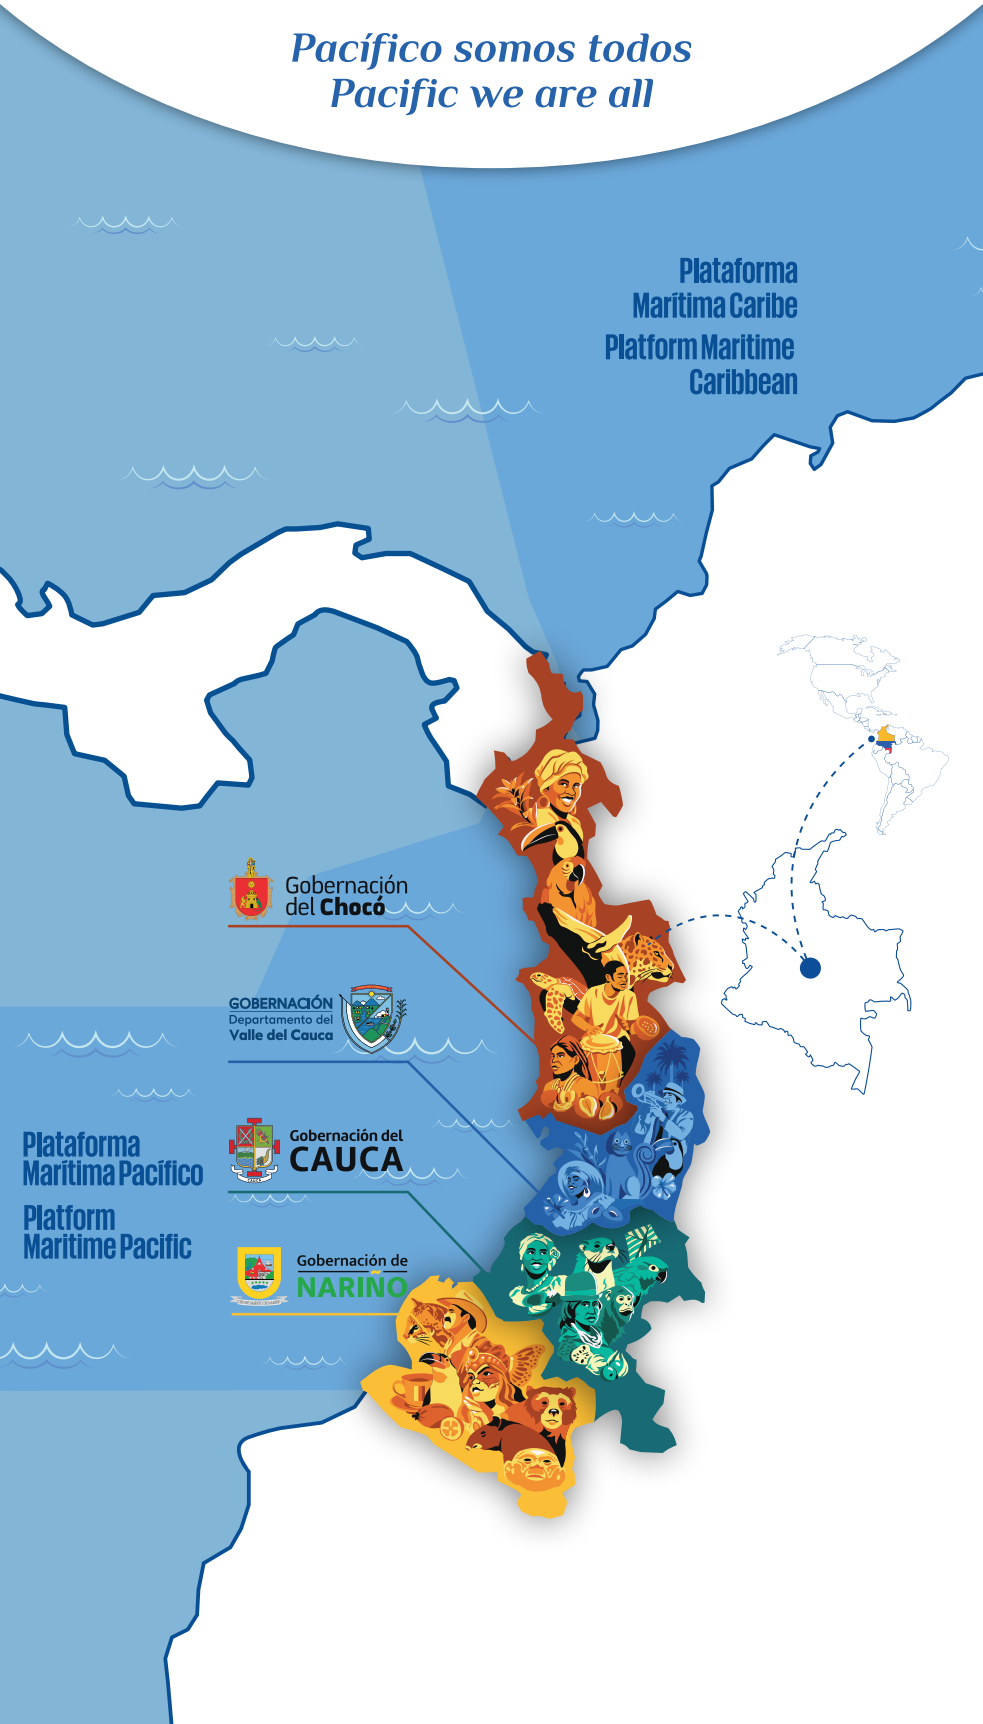 Pacífico somos todos
Pacific we are all
Plataforma
Marítima Caribe
Platform Maritime
Caribbean
Gobernación
del Chocó
GOBERNACIÓN
Departamento del
Valle del Cauca
Gobernación del
CAUCA
CAUCA
Gobernación de
NARIÑO
Plataforma
Marítima Pacífico
Platform
Maritime Pacific